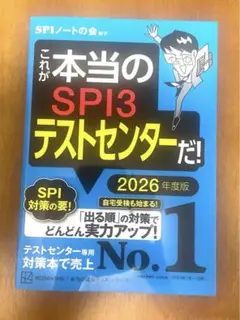 SPIノートの会 編著
これが
本当の
SPI3
テストセンターだ!
2026年度版
SPI
対策の要!
自宅受検も始まる!
「出る順」の対策で
どんどん実力アップ!
テストセンター専用
対策本で売上
No.1